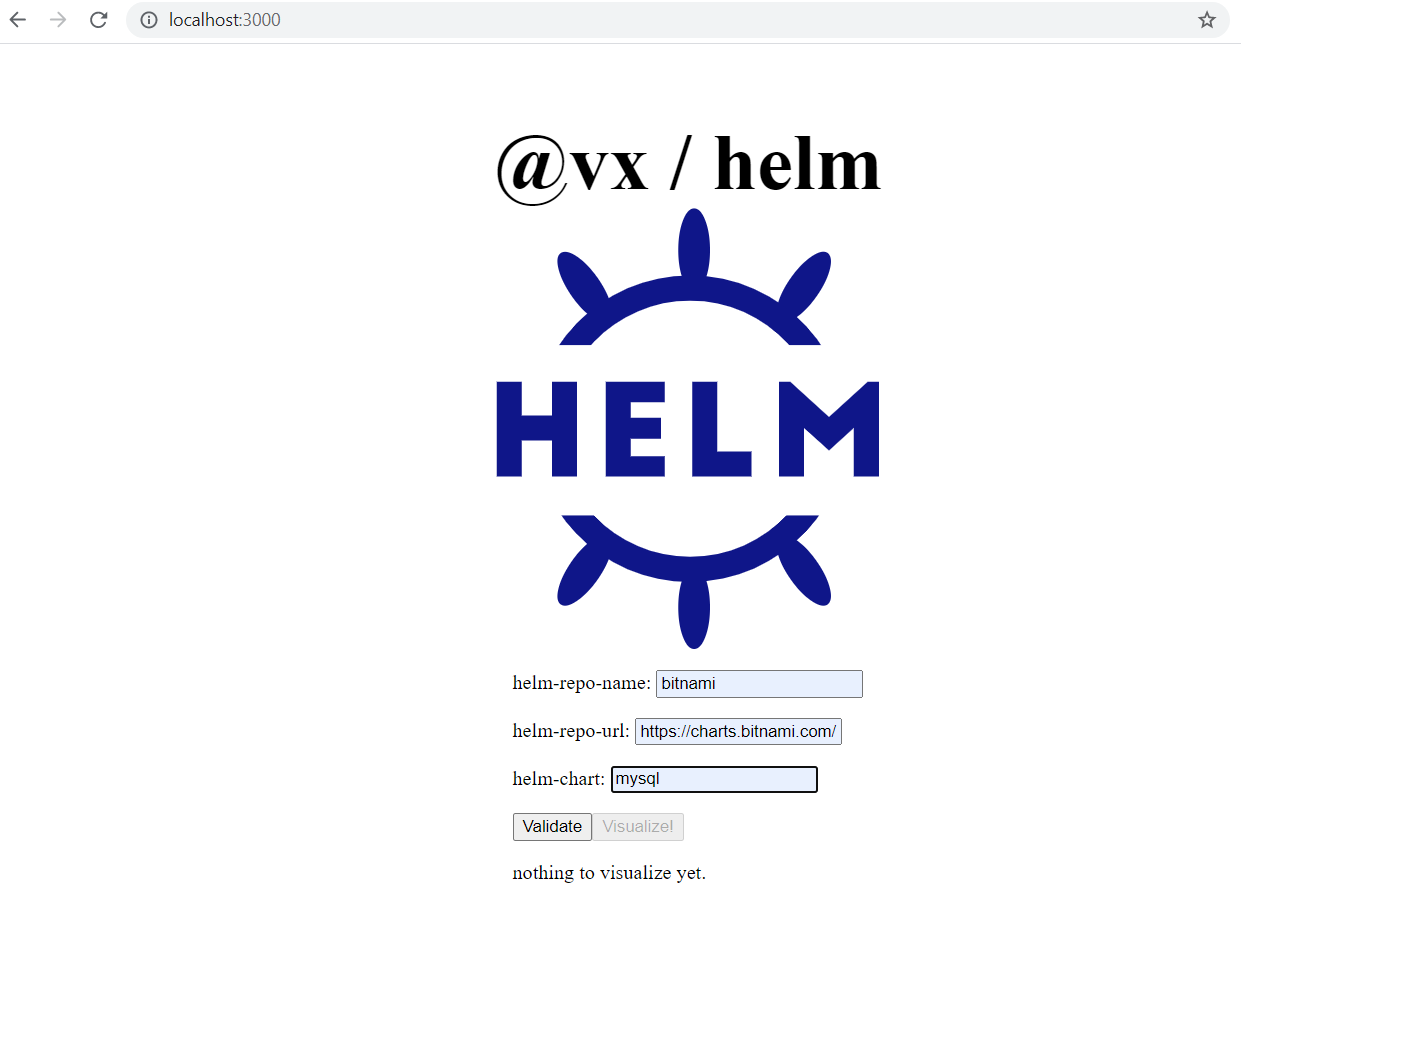 localhost:3000
@vx / helm
HELM
helm-repo-name: bitnami
helm-repo-url: https://charts.bitnami.com/
helm-chart: mysql
Validate Visualize!
nothing to visualize yet.